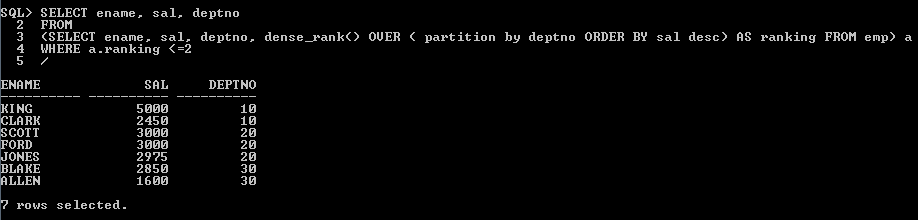 SQL> SELECT ename, sal, deptno
  2  FROM
  3  (SELECT ename, sal, deptno, dense_rank() OVER ( partition by deptno ORDER BY sal desc) AS ranking FROM emp) a
  4  WHERE a.ranking <=2
  5  /
ENAME             SAL     DEPTNO
---------- ---------- ----------
KING             5000         10
CLARK            2450         10
SCOTT            3000         20
FORD             3000         20
JONES            2975         20
BLAKE            2850         30
ALLEN            1600         30
7 rows selected.